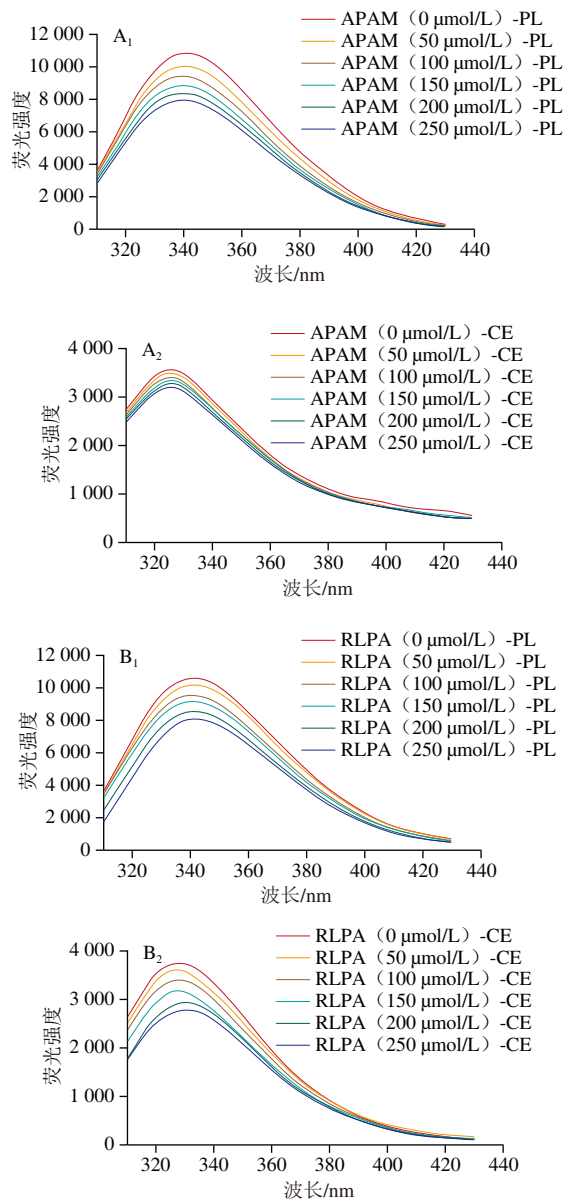 A1
APAM（0 μmol/L）-PL
APAM（50 μmol/L）-PL
APAM（100 μmol/L）-PL
APAM（150 μmol/L）-PL
APAM（200 μmol/L）-PL
APAM（250 μmol/L）-PL
荧光强度
12 000
10 000
8 000
6 000
4 000
2 000
0
320 340 360 380 400 420 440
波长/nm
A2
APAM（0 μmol/L）-CE
APAM（50 μmol/L）-CE
APAM（100 μmol/L）-CE
APAM（150 μmol/L）-CE
APAM（200 μmol/L）-CE
APAM（250 μmol/L）-CE
荧光强度
4 000
3 000
2 000
1 000
0
320 340 360 380 400 420 440
波长/nm
B1
RLPA（0 μmol/L）-PL
RLPA（50 μmol/L）-PL
RLPA（100 μmol/L）-PL
RLPA（150 μmol/L）-PL
RLPA（200 μmol/L）-PL
RLPA（250 μmol/L）-PL
荧光强度
12 000
10 000
8 000
6 000
4 000
2 000
0
320 340 360 380 400 420 440
波长/nm
B2
RLPA（0 μmol/L）-CE
RLPA（50 μmol/L）-CE
RLPA（100 μmol/L）-CE
RLPA（150 μmol/L）-CE
RLPA（200 μmol/L）-CE
RLPA（250 μmol/L）-CE
荧光强度
4 000
3 000
2 000
1 000
0
320 340 360 380 400 420 440
波长/nm